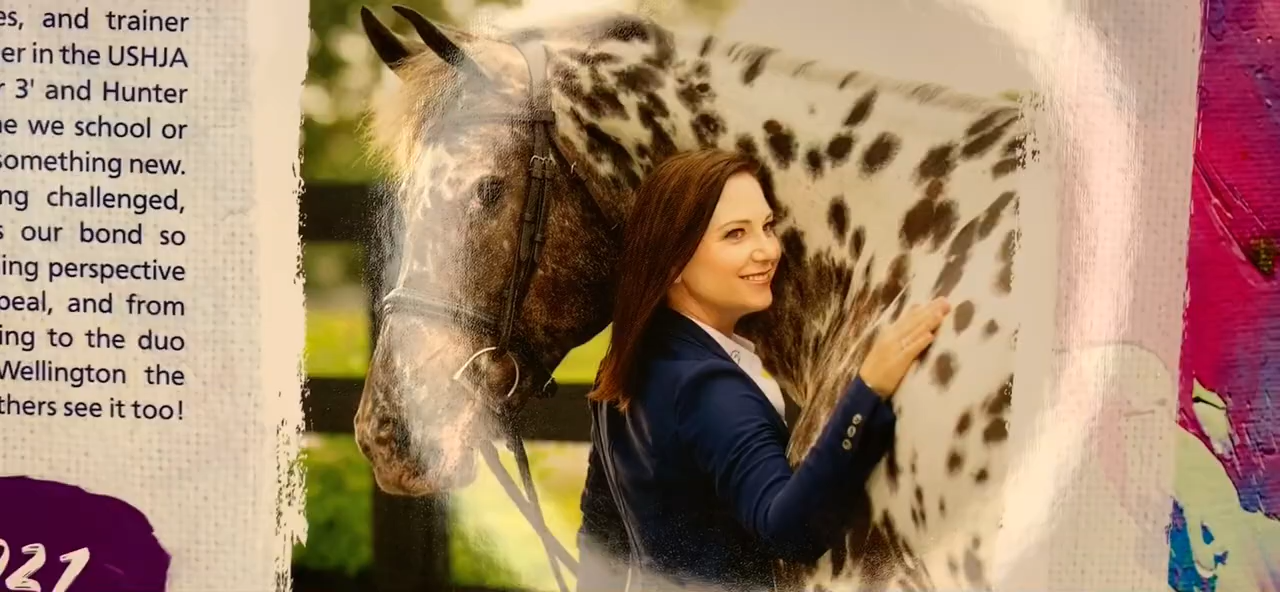 es, and trainer
er in the USHJA
3' and Hunter
ne we school or
something new.
ng challenged,
s our bond so
ing perspective
peal, and from
ing to the duo
Wellington the
thers see it too!
021